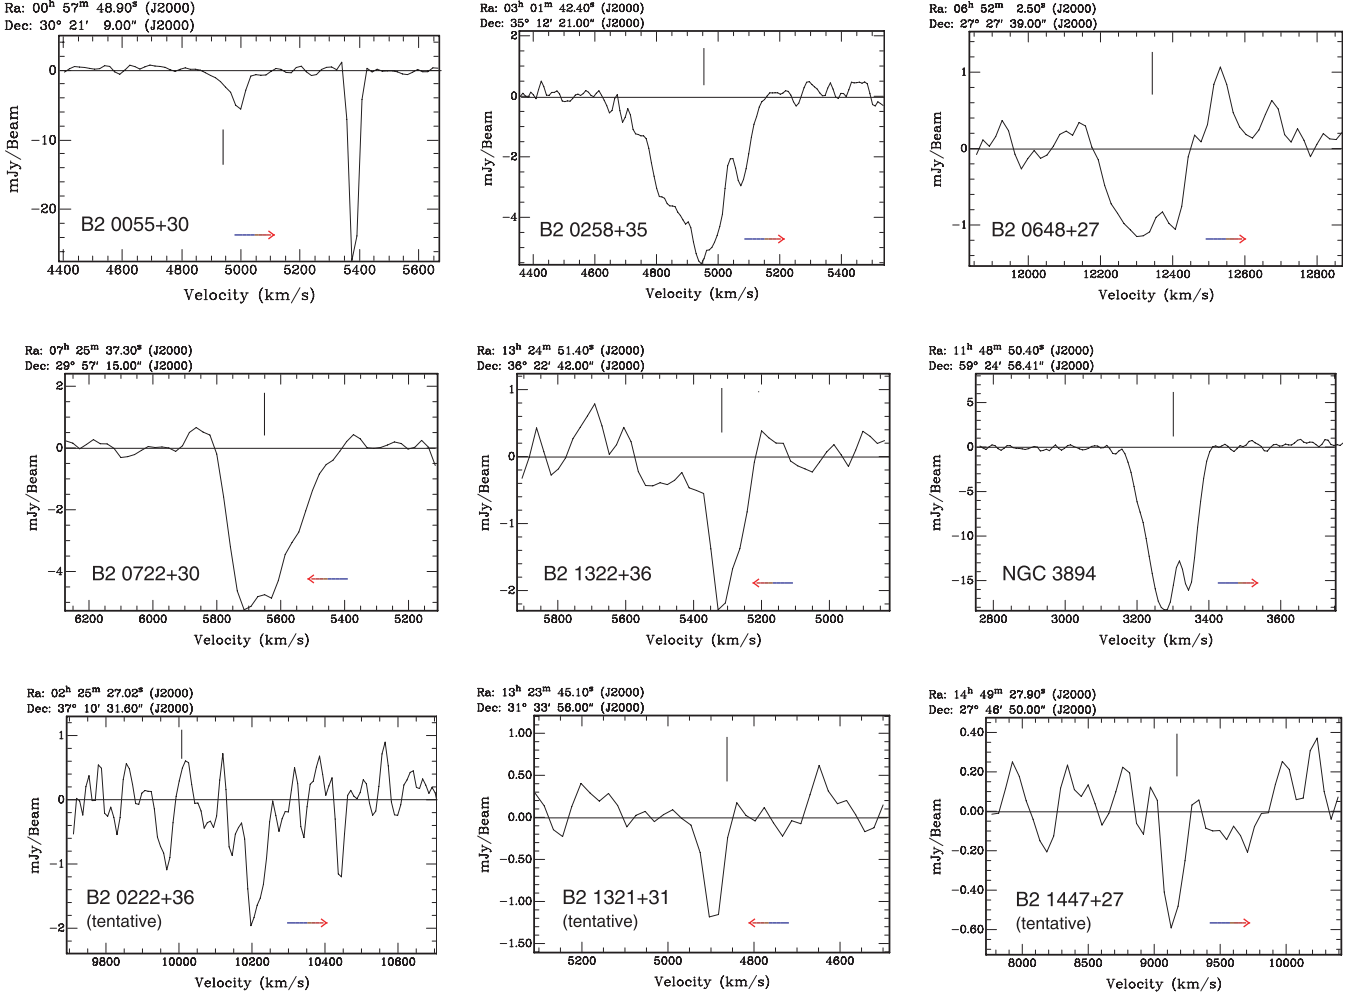 Ra: 00h 57m 48.90s (J2000)
Dec: 30° 21′ 9.00″ (J2000)
0
−10
−20
mJy/Beam
B2 0055+30
4400 4600 4800 5000 5200 5400 5600
Velocity (km/s)
Ra: 03h 01m 42.40s (J2000)
Dec: 35° 12′ 21.00″ (J2000)
2
0
−2
−4
mJy/Beam
B2 0258+35
4400 4600 4800 5000 5200 5400
Velocity (km/s)
Ra: 06h 52m 2.50s (J2000)
Dec: 27° 27′ 39.00″ (J2000)
1
0
−1
mJy/Beam
B2 0648+27
12000 12200 12400 12600 12800
Velocity (km/s)
Ra: 07h 25m 37.30s (J2000)
Dec: 29° 57′ 15.00″ (J2000)
2
0
−2
−4
mJy/Beam
B2 0722+30
6200 6000 5800 5600 5400 5200
Velocity (km/s)
Ra: 13h 24m 51.40s (J2000)
Dec: 36° 22′ 42.00″ (J2000)
1
0
−1
−2
mJy/Beam
B2 1322+36
5800 5600 5400 5200 5000
Velocity (km/s)
Ra: 11h 48m 50.40s (J2000)
Dec: 59° 24′ 56.41″ (J2000)
5
0
−5
−10
−15
mJy/Beam
NGC 3894
2800 3000 3200 3400 3600
Velocity (km/s)
Ra: 02h 25m 27.02s (J2000)
Dec: 37° 10′ 31.60″ (J2000)
1
0
−1
−2
mJy/Beam
B2 0222+36
(tentative)
9800 10000 10200 10400 10600
Velocity (km/s)
Ra: 13h 23m 45.10s (J2000)
Dec: 31° 33′ 56.00″ (J2000)
1.00
0.50
0.00
−0.50
−1.00
−1.50
mJy/Beam
B2 1321+31
(tentative)
5200 5000 4800 4600
Velocity (km/s)
Ra: 14h 49m 27.90s (J2000)
Dec: 27° 46′ 50.00″ (J2000)
0.40
0.20
0.00
−0.20
−0.40
−0.60
mJy/Beam
B2 1447+27
(tentative)
8000 8500 9000 9500 10000
Velocity (km/s)